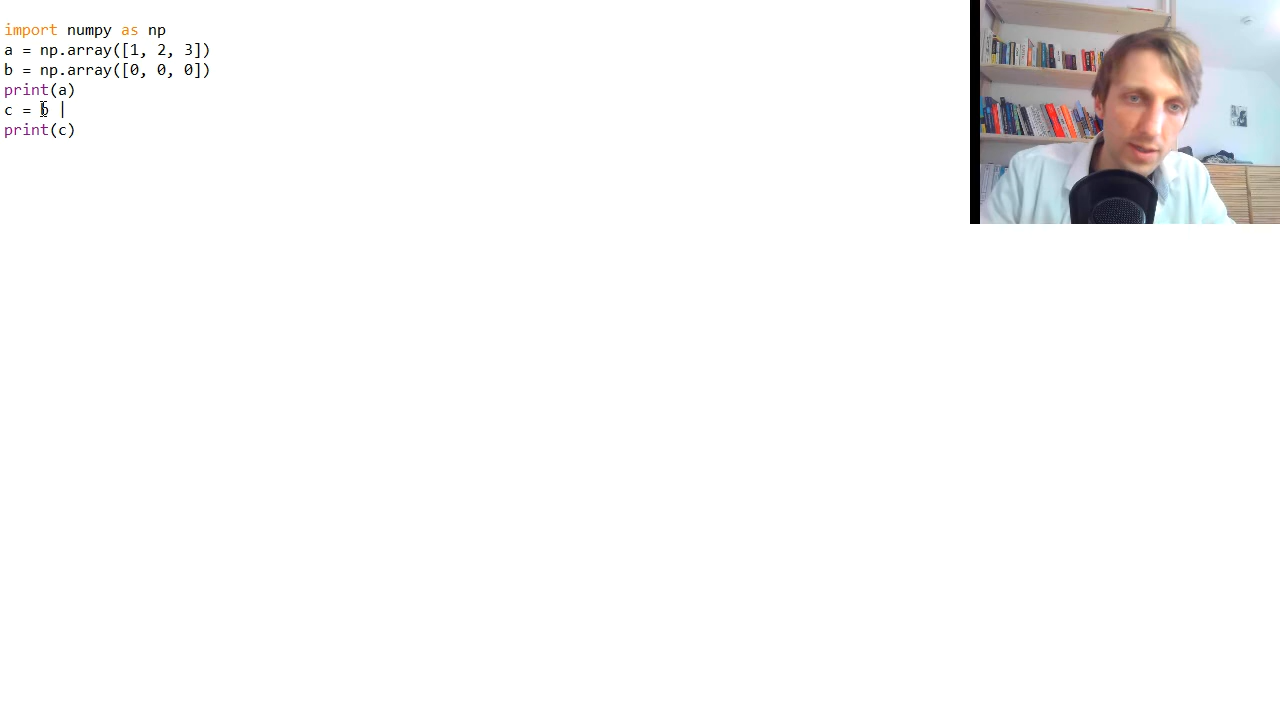 import numpy as np
a = np.array([1, 2, 3])
b = np.array([0, 0, 0])
print(a)
c = b
print(c)